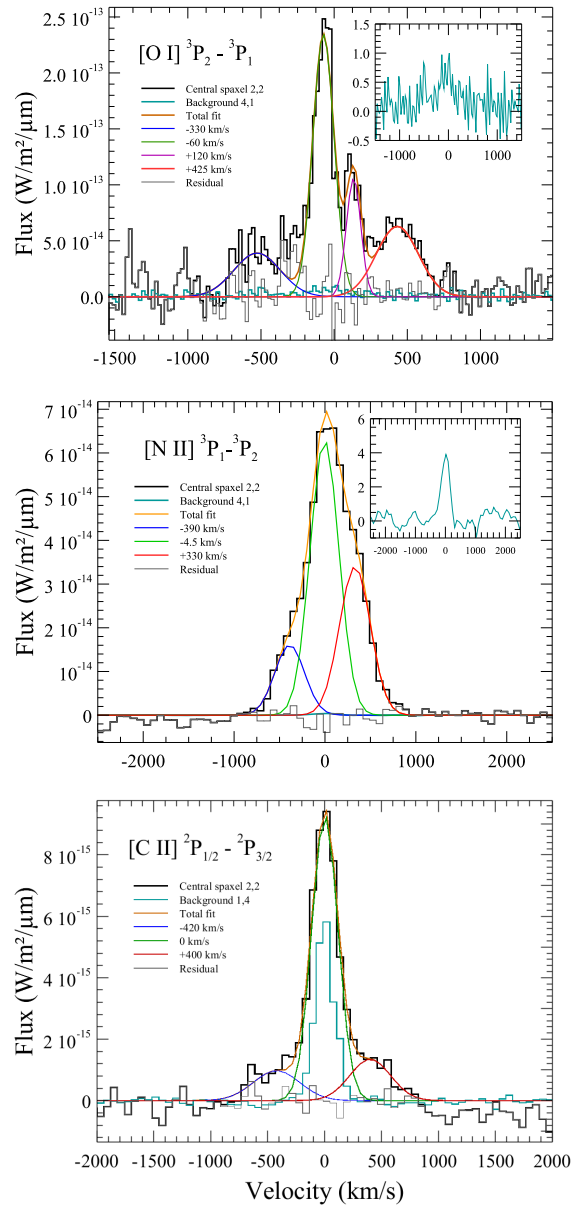 [O I] ³P₂ - ³P₁
Central spaxel 2,2
Background 4,1
Total fit
-330 km/s
-60 km/s
+120 km/s
+425 km/s
Residual
Flux (W/m²/µm)
2.5 10⁻¹³
2.0 10⁻¹³
1.5 10⁻¹³
1.0 10⁻¹³
5.0 10⁻¹⁴
0.0
-1500 -1000 -500 0 500 1000
1.5
1.0
0.5
0.0
-0.5
-1000 0 1000
[N II] ³P₁-³P₂
Central spaxel 2,2
Background 4,1
Total fit
-390 km/s
-4.5 km/s
+330 km/s
Residual
Flux (W/m²/µm)
7 10⁻¹⁴
6 10⁻¹⁴
5 10⁻¹⁴
4 10⁻¹⁴
3 10⁻¹⁴
2 10⁻¹⁴
1 10⁻¹⁴
0
-2000 -1000 0 1000 2000
6
4
2
0
-2000 -1000 0 1000 2000
[C II] ²P₁/₂ - ²P₃/₂
Central spaxel 2,2
Background 1,4
Total fit
-420 km/s
0 km/s
+400 km/s
Residual
Flux (W/m²/µm)
8 10⁻¹⁵
6 10⁻¹⁵
4 10⁻¹⁵
2 10⁻¹⁵
0
-2000 -1500 -1000 -500 0 500 1000 1500 2000
Velocity (km/s)